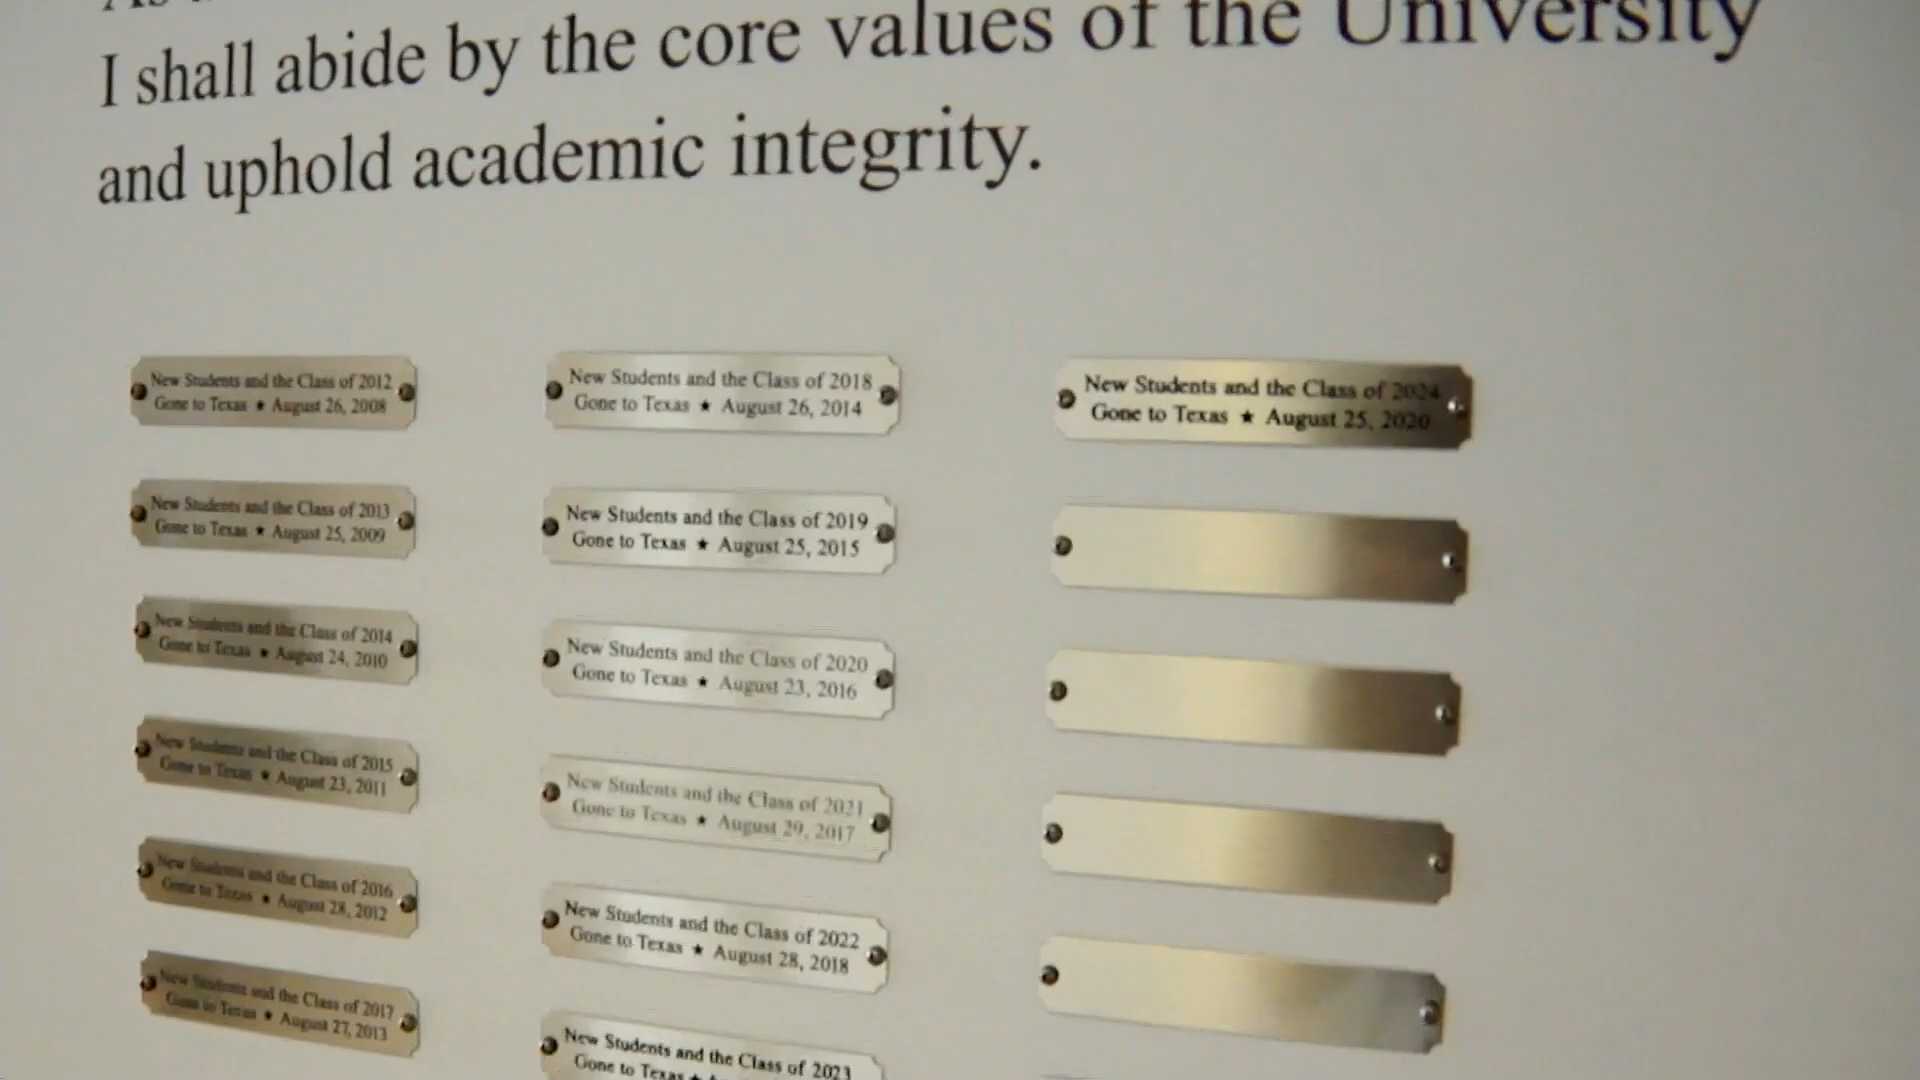 I shall abide by the core values of the University
and uphold academic integrity.
New Students and the Class of 2012
Gone to Texas ★ August 26, 2008
New Students and the Class of 2013
Gone to Texas ★ August 25, 2009
New Students and the Class of 2014
Gone to Texas ★ August 24, 2010
New Students and the Class of 2015
Gone to Texas ★ August 23, 2011
New Students and the Class of 2016
Gone to Texas ★ August 28, 2012
New Students and the Class of 2017
Gone to Texas ★ August 27, 2013
New Students and the Class of 2018
Gone to Texas ★ August 26, 2014
New Students and the Class of 2019
Gone to Texas ★ August 25, 2015
New Students and the Class of 2020
Gone to Texas ★ August 23, 2016
New Students and the Class of 2021
Gone to Texas ★ August 29, 2017
New Students and the Class of 2022
Gone to Texas ★ August 28, 2018
New Students and the Class of 2023
Gone to Texas ★
New Students and the Class of 2024
Gone to Texas ★ August 25, 2020